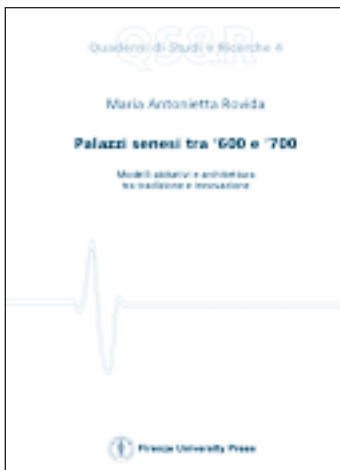 QS&R
Quaderni di Studi e Ricerche 4
Maria Antonietta Rovida
Palazzi senesi tra '600 e '700
Modelli abitativi e architettura
tra tradizione e innovazione
Firenze University Press